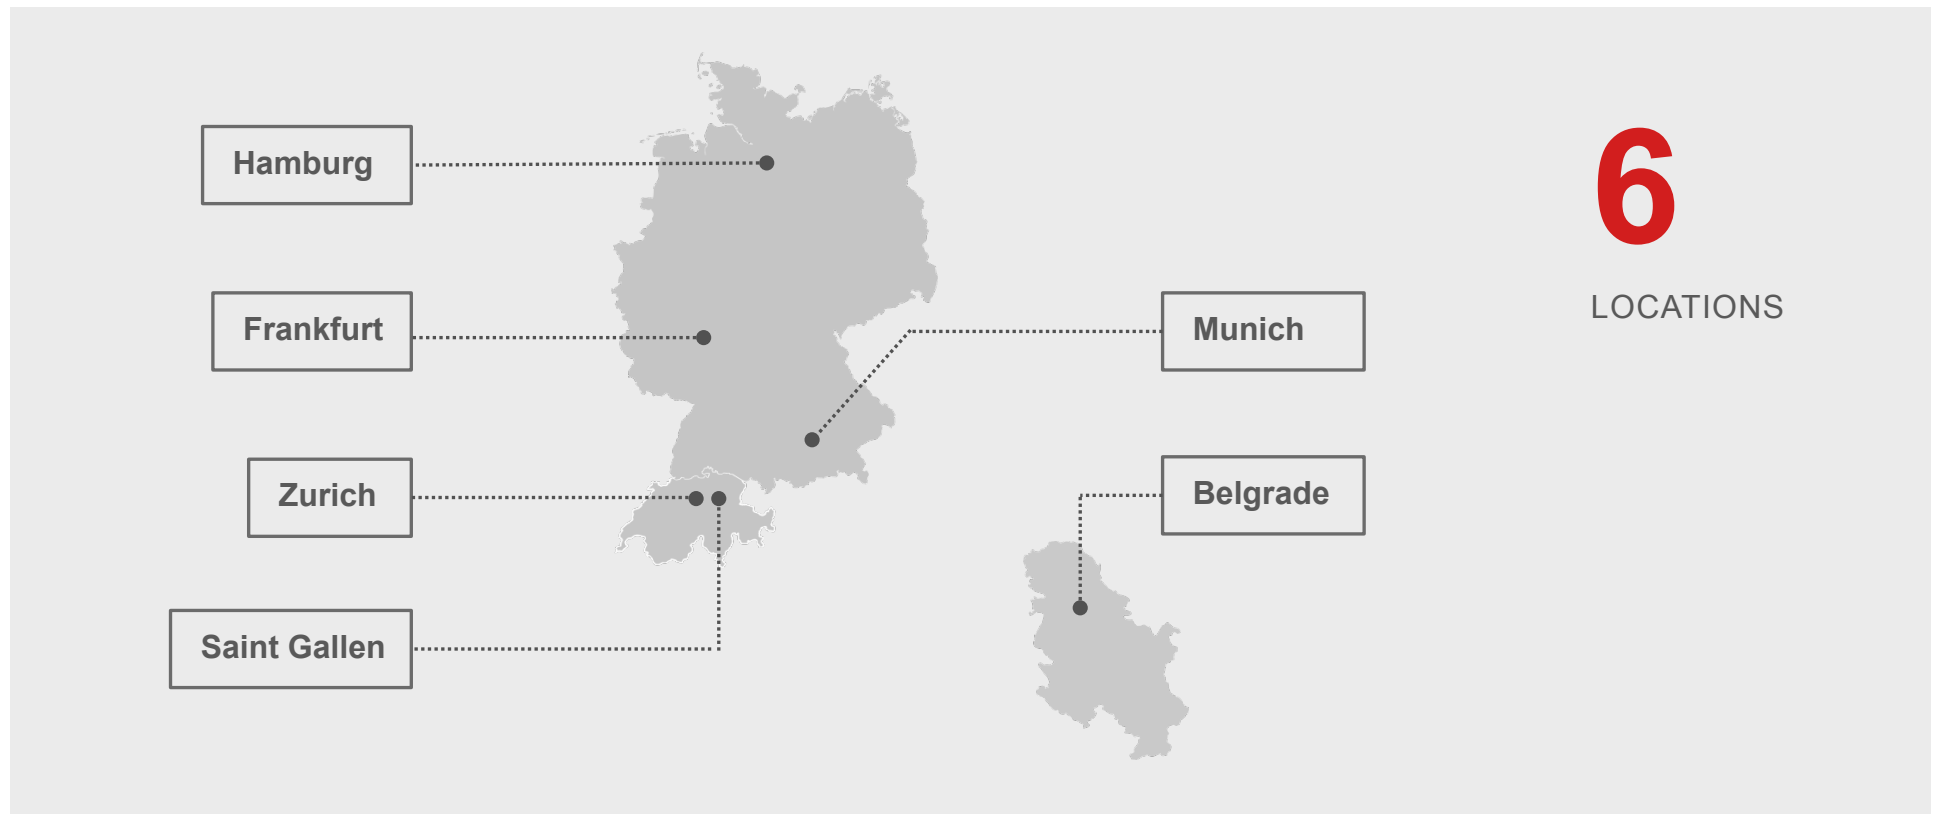 Hamburg
Frankfurt
Zurich
Saint Gallen
Munich
Belgrade
6
LOCATIONS